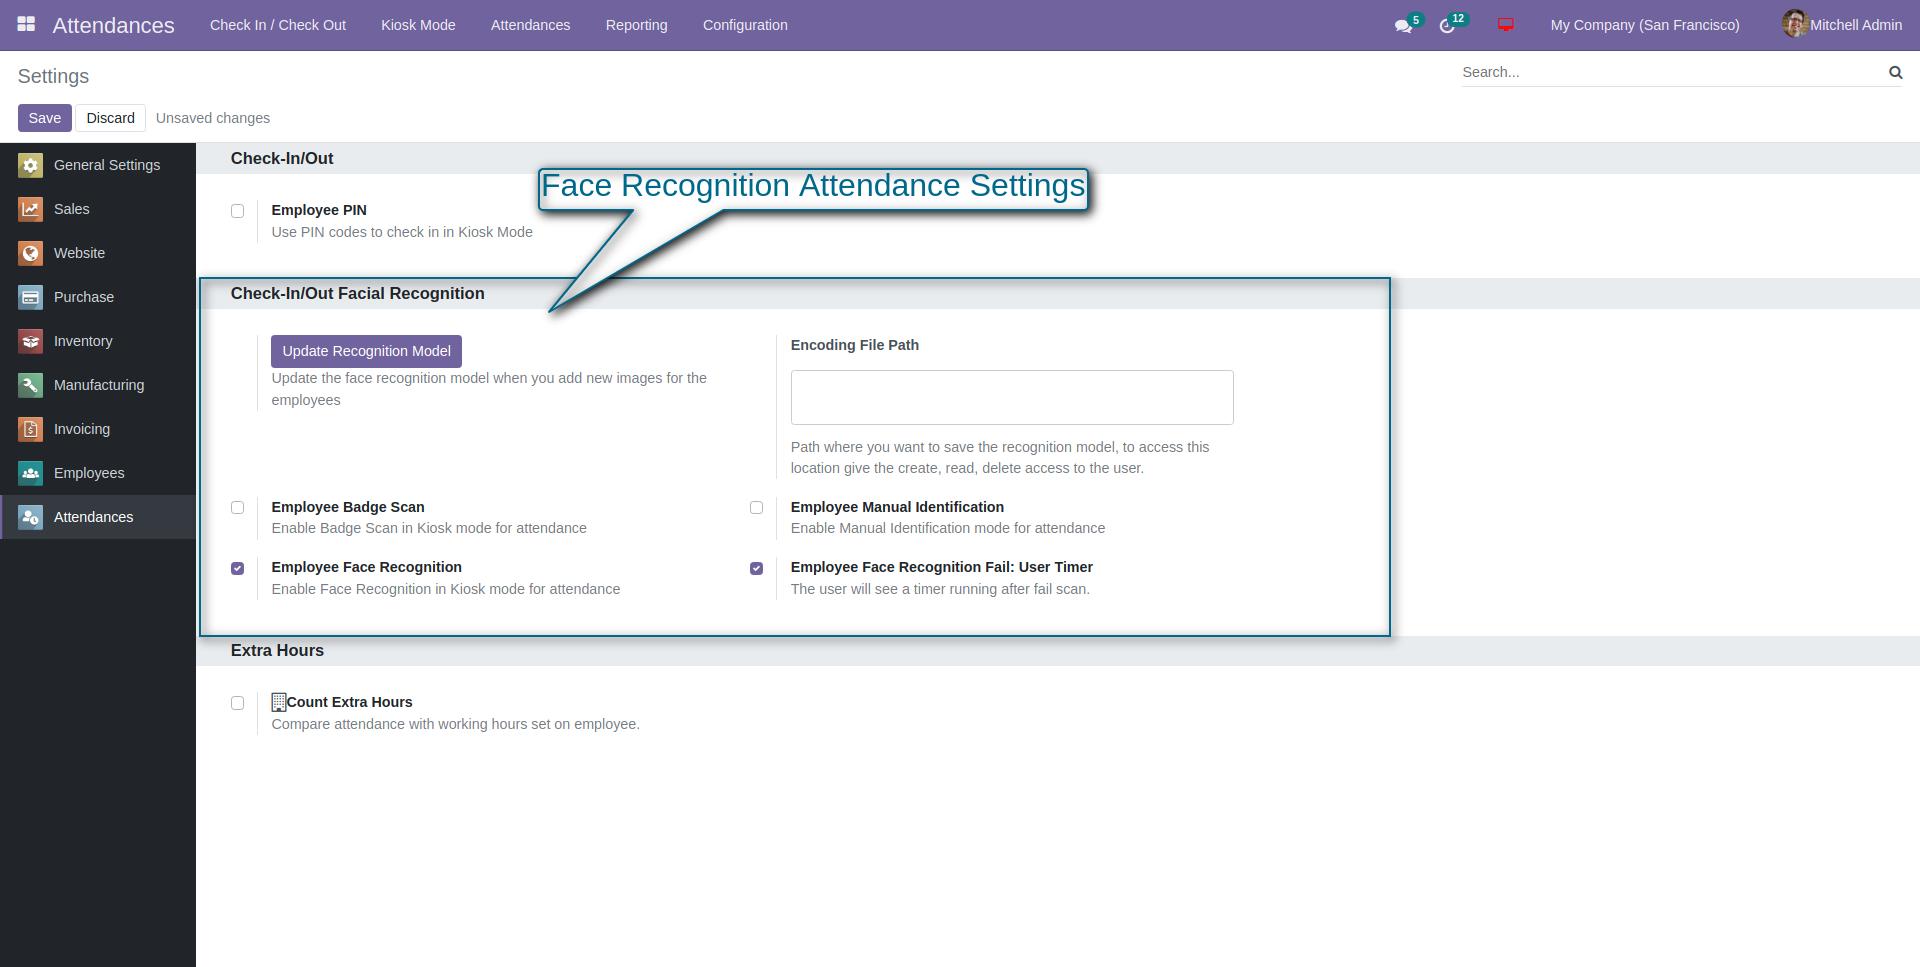 Attendances Check In / Check Out Kiosk Mode Attendances Reporting Configuration 5 12 My Company (San Francisco) Mitchell Admin
Settings
Search...
Save Discard Unsaved changes
General Settings
Sales
Website
Purchase
Inventory
Manufacturing
Invoicing
Employees
Attendances
Check-In/Out
Face Recognition Attendance Settings
Employee PIN
Use PIN codes to check in in Kiosk Mode
Check-In/Out Facial Recognition
Update Recognition Model
Update the face recognition model when you add new images for the
employees
Encoding File Path
Path where you want to save the recognition model, to access this
location give the create, read, delete access to the user.
Employee Badge Scan
Enable Badge Scan in Kiosk mode for attendance
Employee Manual Identification
Enable Manual Identification mode for attendance
Employee Face Recognition
Enable Face Recognition in Kiosk mode for attendance
Employee Face Recognition Fail: User Timer
The user will see a timer running after fail scan.
Extra Hours
Count Extra Hours
Compare attendance with working hours set on employee.